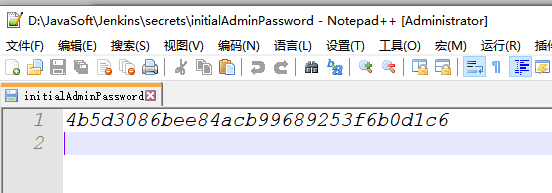 D:\JavaSoft\Jenkins\secrets\initialAdminPassword - Notepad++ [Administrator]
文件(F) 编辑(E) 搜索(S) 视图(V) 编码(N) 语言(L) 设置(T) 工具(O) 宏(M) 运行(R)
initialAdminPassword
1 4b5d3086bee84acb99689253f6b0d1c6
2